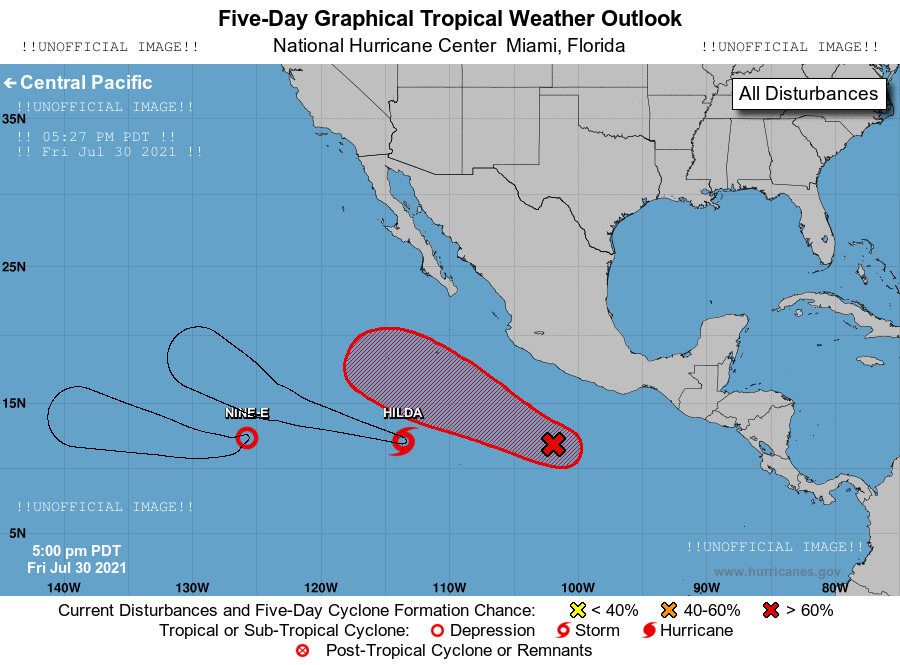 Five-Day Graphical Tropical Weather Outlook
!!UNOFFICIAL IMAGE!! National Hurricane Center Miami, Florida !!UNOFFICIAL IMAGE!!
← Central Pacific
All Disturbances
!!UNOFFICIAL IMAGE!!
35N
!! 05:27 PM PDT !!
!! Fri Jul 30 2021 !!
25N
15N
NINE-E
HILDA
!!UNOFFICIAL IMAGE!!
5N
!!UNOFFICIAL IMAGE!!
5:00 pm PDT
Fri Jul 30 2021
www.hurricanes.gov
140W 130W 120W 110W 100W 90W 80W
Current Disturbances and Five-Day Cyclone Formation Chance: < 40% 40-60% > 60%
Tropical or Sub-Tropical Cyclone: Depression Storm Hurricane
Post-Tropical Cyclone or Remnants